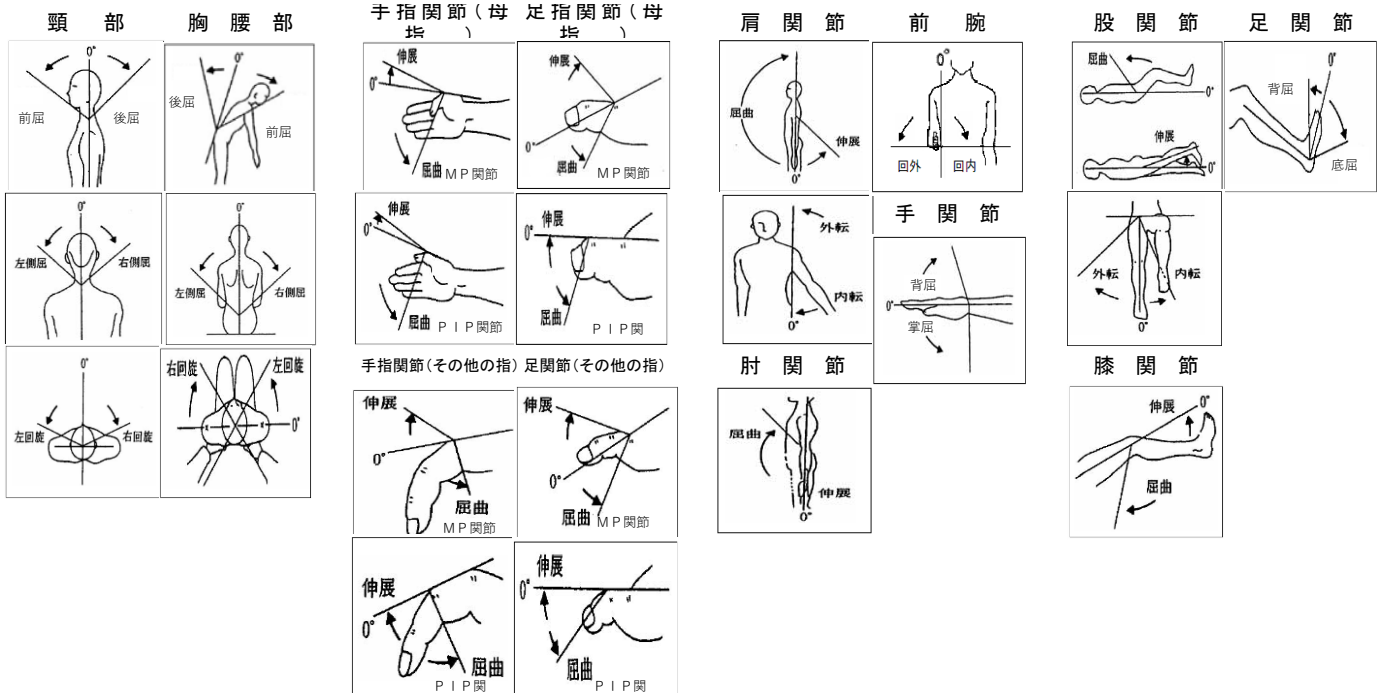 頸部
0°
前屈
後屈
0°
左側屈
右側屈
0°
左回旋
右回旋
胸腰部
0°
後屈
前屈
0°
左側屈
右側屈
右回旋
左回旋
0°
手指関節(母
指)
伸展
0°
屈曲
MP関節
伸展
0°
屈曲
PIP関節
足指関節(母
指)
伸展
0°
屈曲
MP関節
伸展
0°
屈曲
PIP関
手指関節(その他の指)
伸展
0°
屈曲
MP関節
伸展
0°
屈曲
PIP関
足関節(その他の指)
伸展
0°
屈曲
MP関節
伸展
0°
屈曲
PIP関
肩関節
屈曲
伸展
0°
外転
内転
0°
肘関節
屈曲
伸展
0°
前腕
0°
回外
回内
手関節
背屈
0°
掌屈
股関節
屈曲
0°
伸展
0°
外転
内転
0°
膝関節
伸展
0°
屈曲
足関節
0°
背屈
底屈